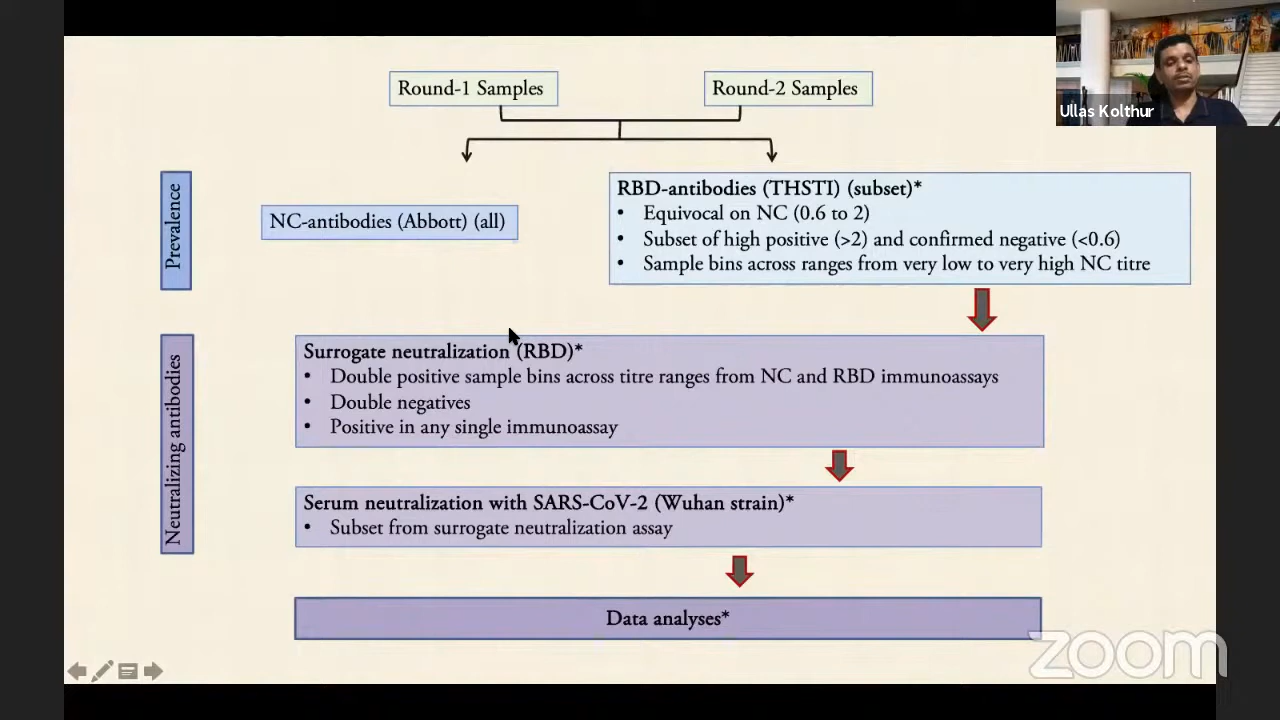 Round-1 Samples
Round-2 Samples
Ullas Kolthur
Prevalence
NC-antibodies (Abbott) (all)
RBD-antibodies (THSTI) (subset)*
• Equivocal on NC (0.6 to 2)
• Subset of high positive (>2) and confirmed negative (<0.6)
• Sample bins across ranges from very low to very high NC titre
Neutralizing antibodies
Surrogate neutralization (RBD)*
• Double positive sample bins across titre ranges from NC and RBD immunoassays
• Double negatives
• Positive in any single immunoassay
Serum neutralization with SARS-CoV-2 (Wuhan strain)*
• Subset from surrogate neutralization assay
Data analyses*
zoom